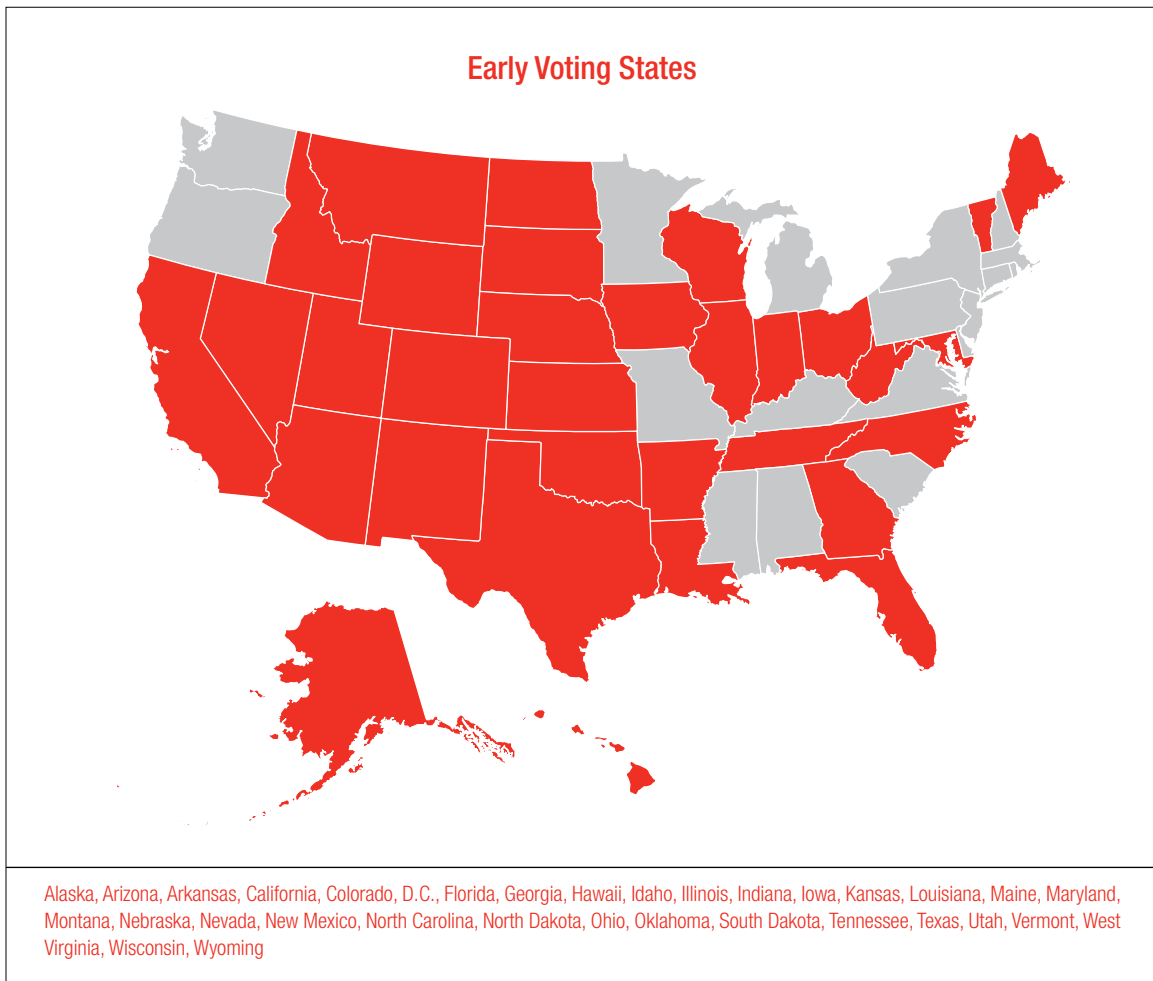 Early Voting States
Alaska, Arizona, Arkansas, California, Colorado, D.C., Florida, Georgia, Hawaii, Idaho, Illinois, Indiana, Iowa, Kansas, Louisiana, Maine, Maryland,
Montana, Nebraska, Nevada, New Mexico, North Carolina, North Dakota, Ohio, Oklahoma, South Dakota, Tennessee, Texas, Utah, Vermont, West
Virginia, Wisconsin, Wyoming